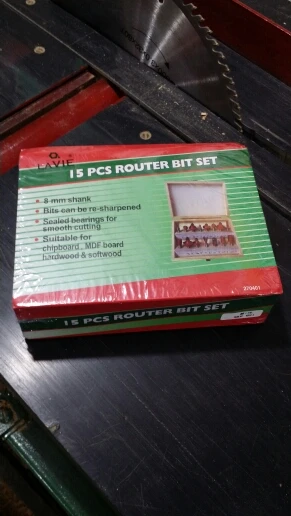 LAVIE
15 PCS ROUTER BIT SET
• 8 mm shank
• Bits can be re-sharpened
• Sealed bearings for
smooth cutting
• Suitable for
chipboard, MDF board
hardwood & softwood
15 PCS ROUTER BIT SET